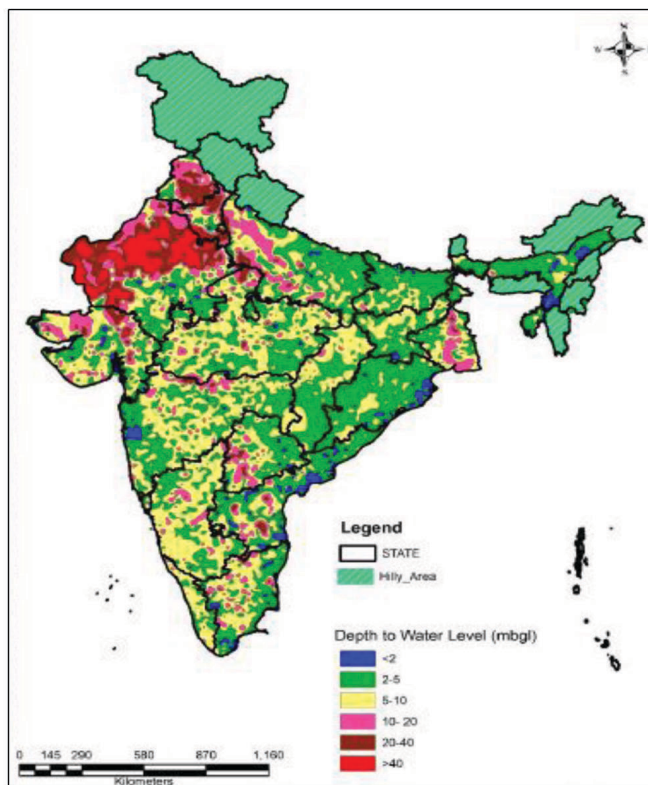 N
W E
S
Legend
STATE
Hilly_Area
Depth to Water Level (mbgl)
<2
2-5
5-10
10- 20
20-40
>40
0 145 290 580 870 1,160
Kilometers